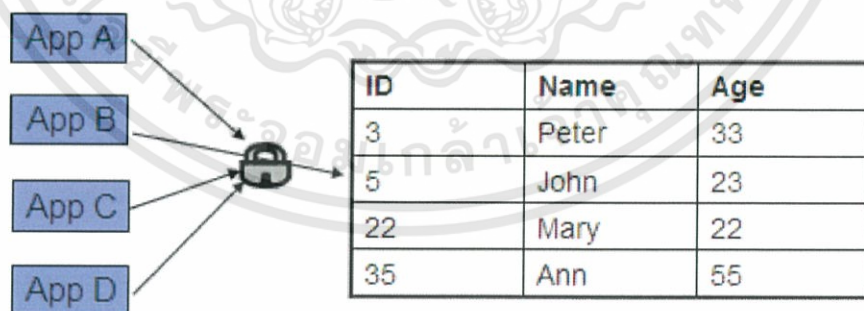 App A
App B
App C
App D
ID Name Age
3 Peter 33
5 John 23
22 Mary 22
35 Ann 55